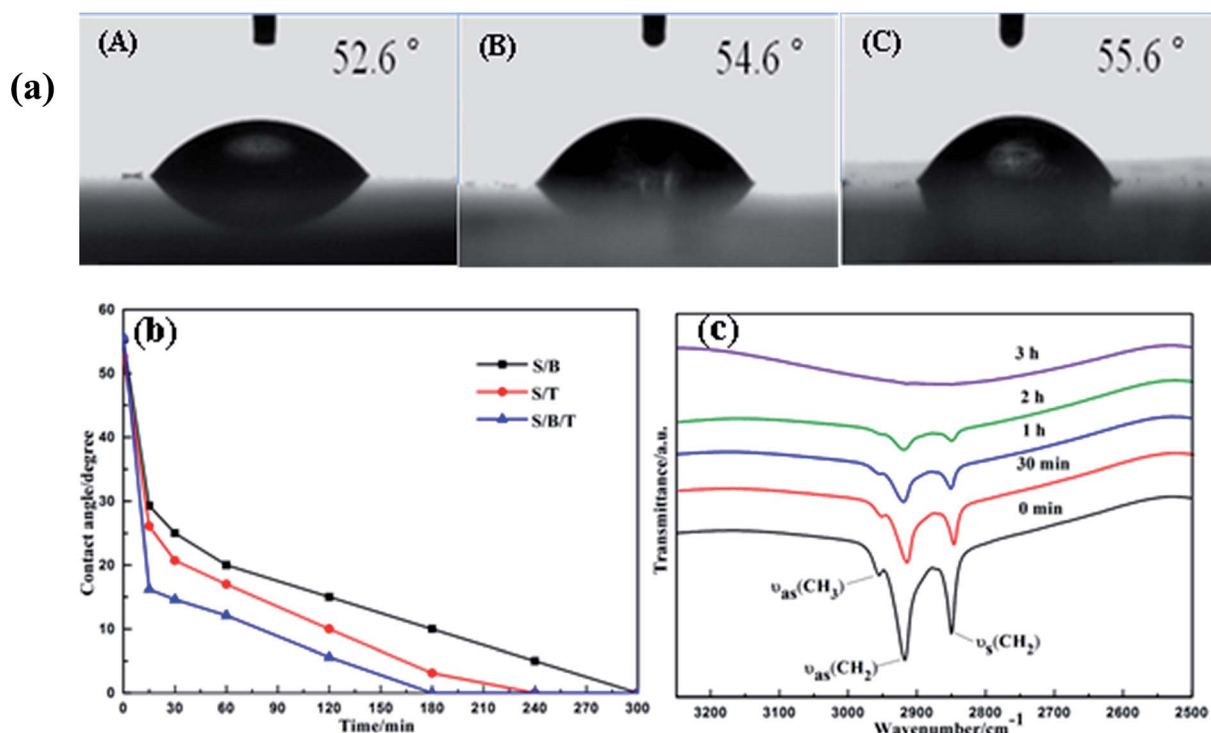 (a)
(A) 52.6°
(B) 54.6°
(C) 55.6°
(b)
Contact angle/degree
60
50
40
30
20
10
0
S/B
S/T
S/B/T
0 30 60 90 120 150 180 210 240 270 300
Time/min
(c)
Transmittance/a.u.
3 h
2 h
1 h
30 min
0 min
υas(CH3)
υas(CH2)
υs(CH2)
3200 3100 3000 2900 2800 2700 2600 2500
Wavenumber/cm-1